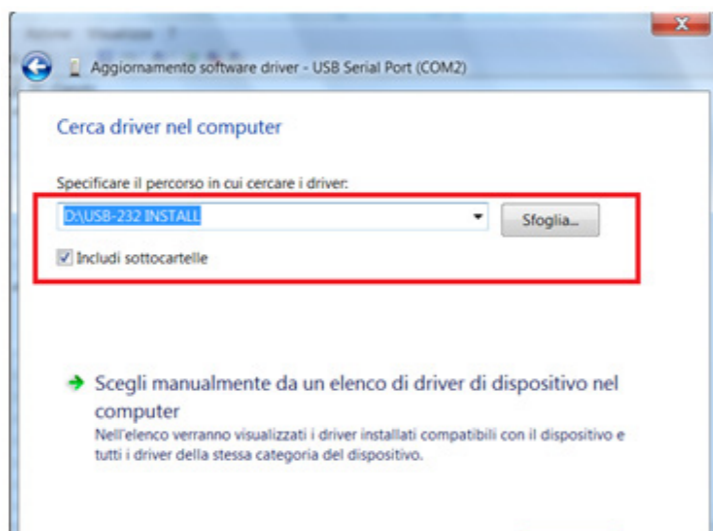 Aggiornamento software driver - USB Serial Port (COM2)
Cerca driver nel computer
Specificare il percorso in cui cercare i driver:
D:\USB-232 INSTALL
Sfoglia...
Includi sottocartelle
Scegli manualmente da un elenco di driver di dispositivo nel
computer
Nell'elenco verranno visualizzati i driver installati compatibili con il dispositivo e
tutti i driver della stessa categoria del dispositivo.